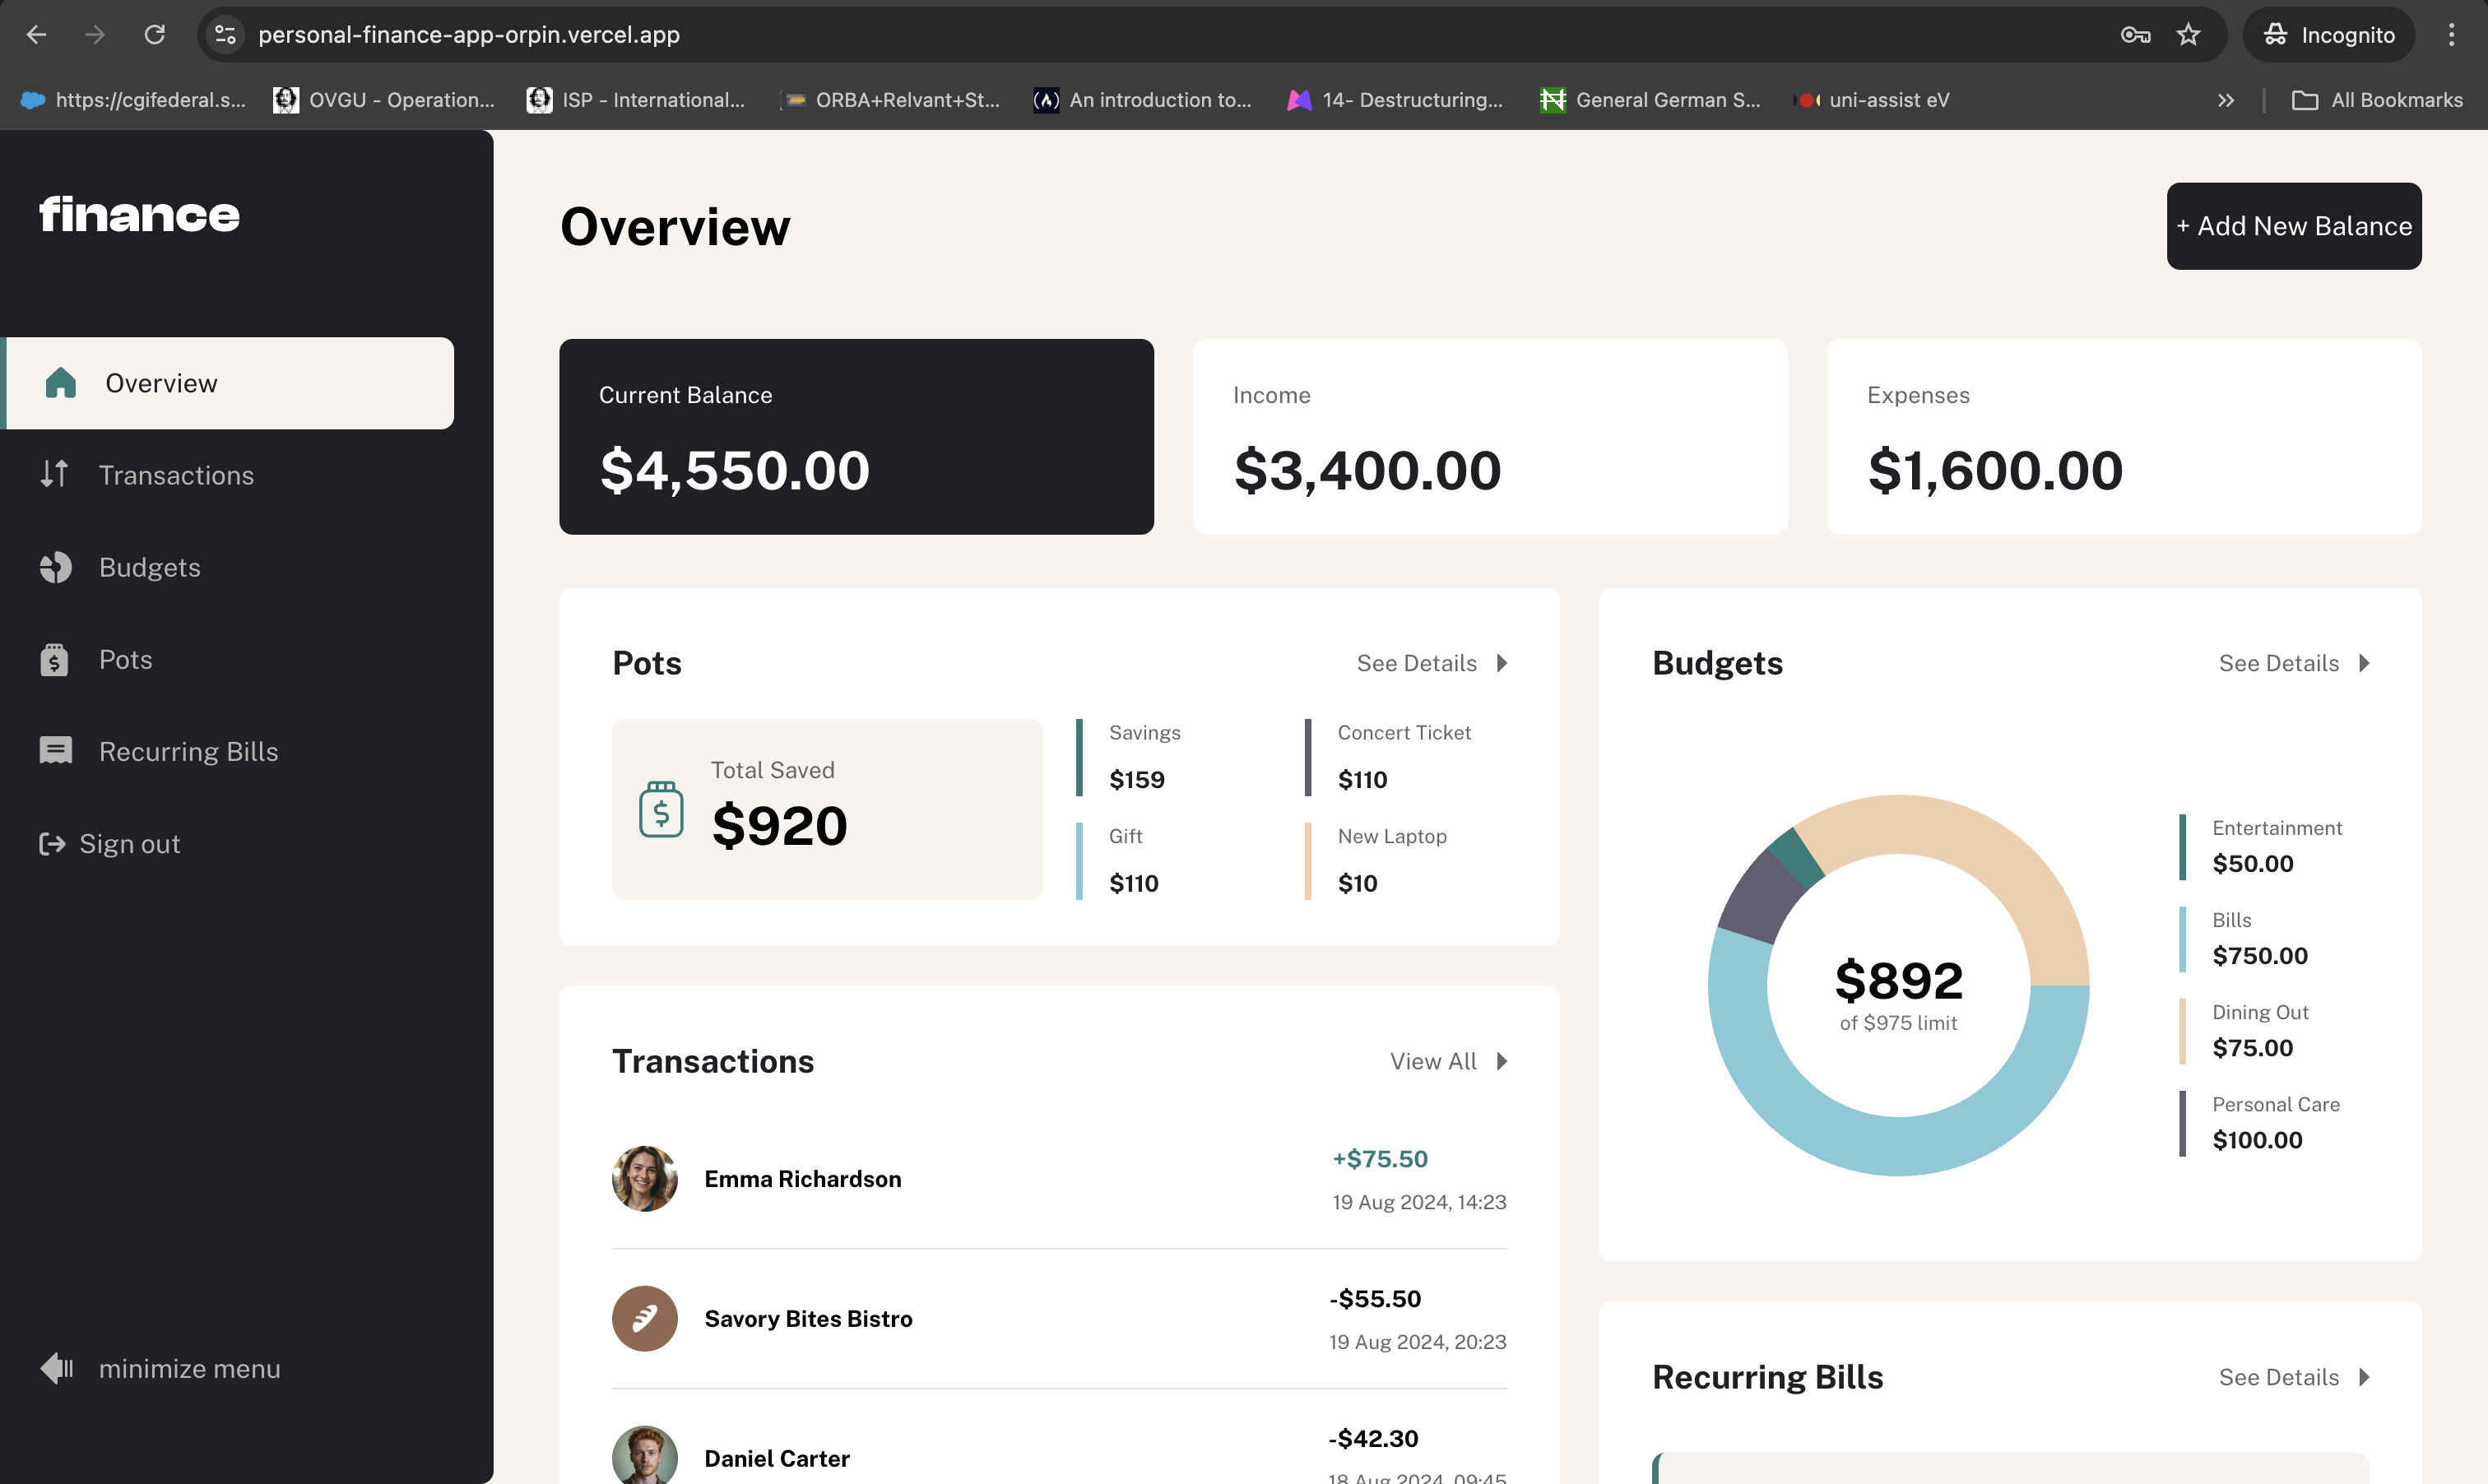 personal-finance-app-orpin.vercel.app
Incognito
https://cgifederal.s...
OVGU - Operation...
ISP - International...
ORBA+Relvant+St...
An introduction to...
14- Destructuring...
General German S...
uni-assist eV
All Bookmarks
finance
Overview
Transactions
Budgets
Pots
Recurring Bills
Sign out
minimize menu
Overview
+ Add New Balance
Current Balance
$4,550.00
Income
$3,400.00
Expenses
$1,600.00
Pots
See Details
Total Saved
$920
Savings
$159
Concert Ticket
$110
Gift
$110
New Laptop
$10
Budgets
See Details
$892
of $975 limit
Entertainment
$50.00
Bills
$750.00
Dining Out
$75.00
Personal Care
$100.00
Transactions
View All
Emma Richardson
+$75.50
19 Aug 2024, 14:23
Savory Bites Bistro
-$55.50
19 Aug 2024, 20:23
Daniel Carter
-$42.30
18 Aug 2024, 09:45
Recurring Bills
See Details